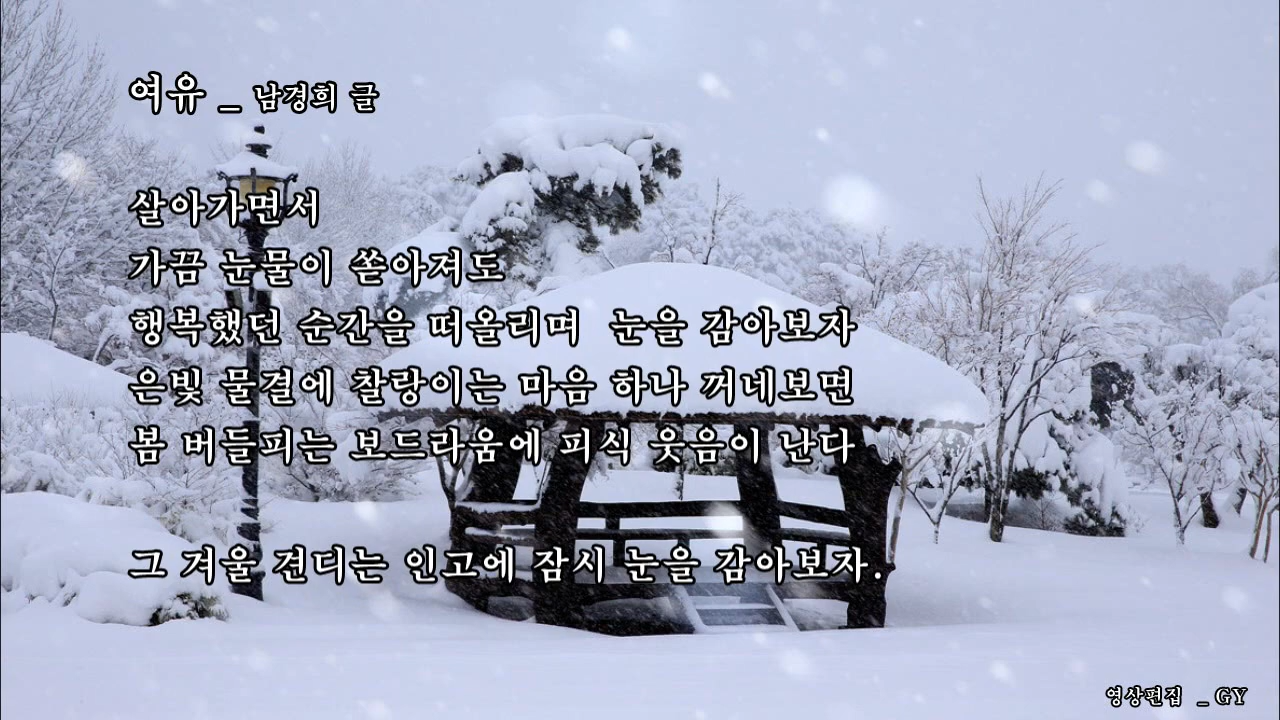 여유 _ 남경희 글
살아가면서
가끔 눈물이 쏟아져도
행복했던 순간을 떠올리며 눈을 감아보자
은빛 물결에 찰랑이는 마음 하나 꺼네보면
봄 버들피는 보드라움에 피식 웃음이 난다
그 겨울 견디는 인고에 잠시 눈을 감아보자.
영상편집 _ GY